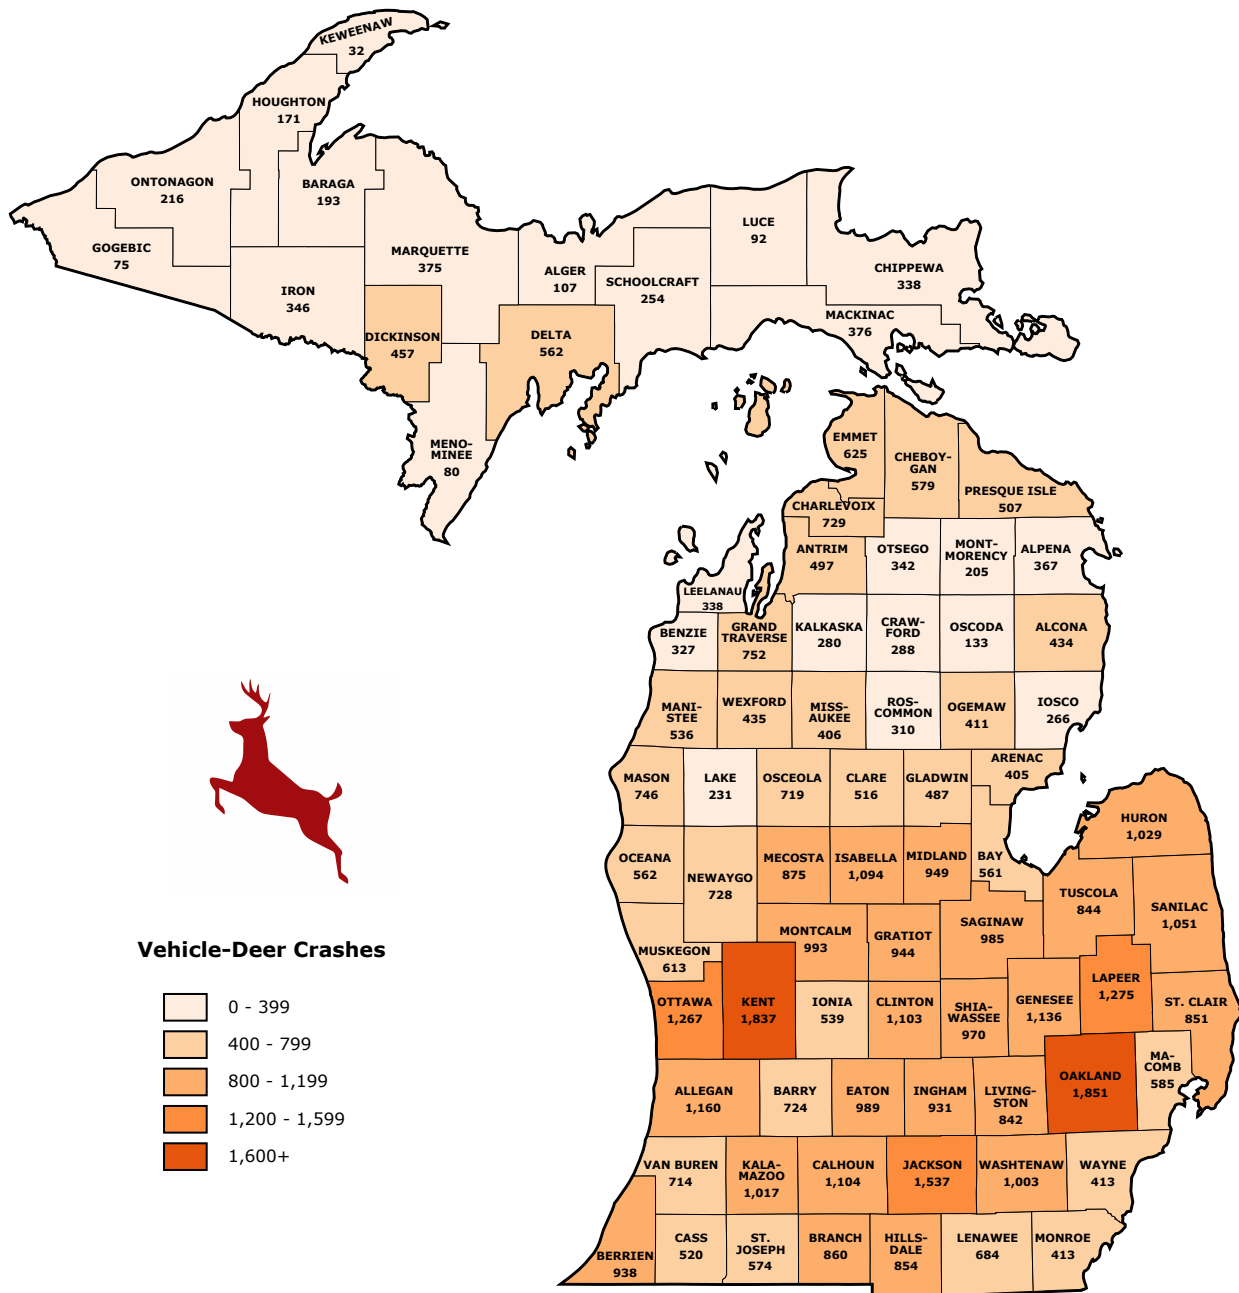 KEWEENAW
32
HOUGHTON
171
ONTONAGON
216
BARAGA
193
GOGEBIC
75
IRON
346
MARQUETTE
375
ALGER
107
SCHOOLCRAFT
254
LUCE
92
CHIPPEWA
338
MACKINAC
376
DICKINSON
457
DELTA
562
MENO-
MINEE
80
EMMET
625
CHEBOY-
GAN
579
PRESQUE ISLE
507
CHARLEVOIX
729
ANTRIM
497
OTSEGO
342
MONT-
MORENCY
205
ALPENA
367
LEELANAU
338
BENZIE
327
GRAND
TRAVERSE
752
KALKASKA
280
CRAW-
FORD
288
OSCODA
133
ALCONA
434
MANI-
STEE
536
WEXFORD
435
MISS-
AUKEE
406
ROS-
COMMON
310
OGEMAW
411
IOSCO
266
MASON
746
LAKE
231
OSCEOLA
719
CLARE
516
GLADWIN
487
ARENAC
405
HURON
1,029
OCEANA
562
NEWAYGO
728
MECOSTA
875
ISABELLA
1,094
MIDLAND
949
BAY
561
TUSCOLA
844
SANILAC
1,051
MUSKEGON
613
MONTCALM
993
GRATIOT
944
SAGINAW
985
OTTAWA
1,267
KENT
1,837
IONIA
539
CLINTON
1,103
SHIA-
WASSEE
970
GENESEE
1,136
LAPEER
1,275
ST. CLAIR
851
ALLEGAN
1,160
BARRY
724
EATON
989
INGHAM
931
LIVING-
STON
842
OAKLAND
1,851
MA-
COMB
585
VAN BUREN
714
KALA-
MAZOO
1,017
CALHOUN
1,104
JACKSON
1,537
WASHTENAW
1,003
WAYNE
413
BERRIEN
938
CASS
520
ST.
JOSEPH
574
BRANCH
860
HILLS-
DALE
854
LENAWEE
684
MONROE
413
Vehicle-Deer Crashes
0 - 399
400 - 799
800 - 1,199
1,200 - 1,599
1,600+